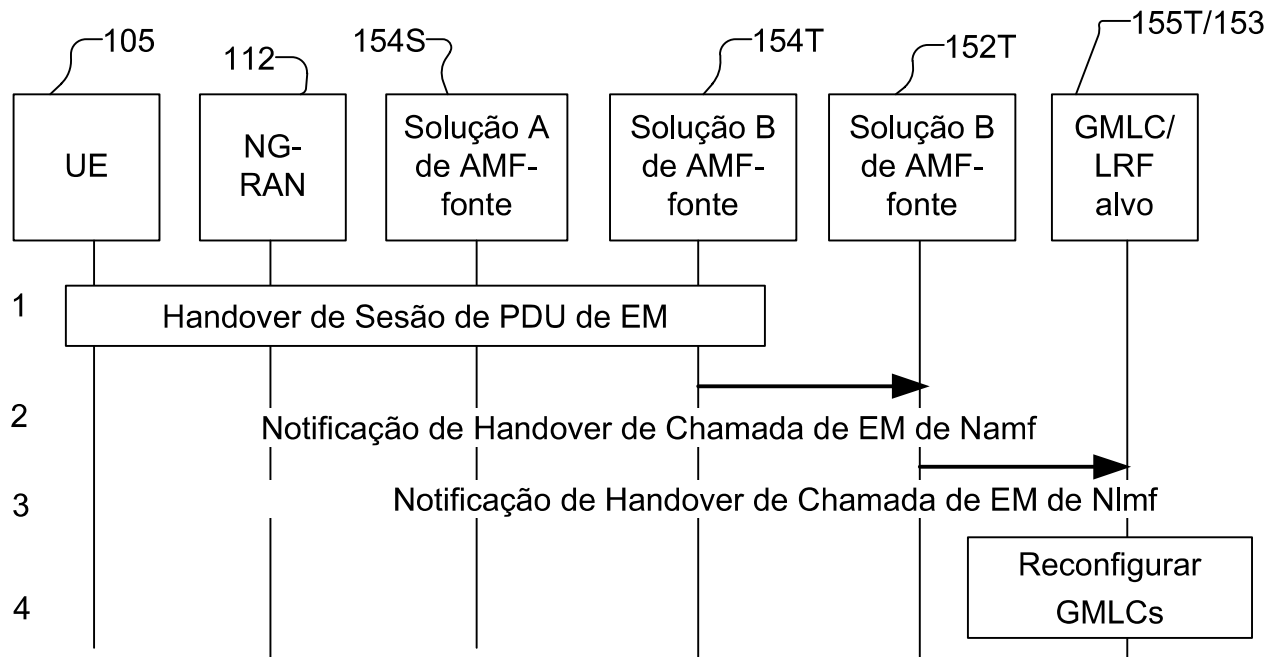 105
112
154S
154T
152T
155T/153
UE
NG-
RAN
Solução A
de AMF-
fonte
Solução B
de AMF-
fonte
Solução B
de AMF-
fonte
GMLC/
LRF
alvo
1
Handover de Sesão de PDU de EM
2
Notificação de Handover de Chamada de EM de Namf
3
Notificação de Handover de Chamada de EM de Nlmf
4
Reconfigurar
GMLCs